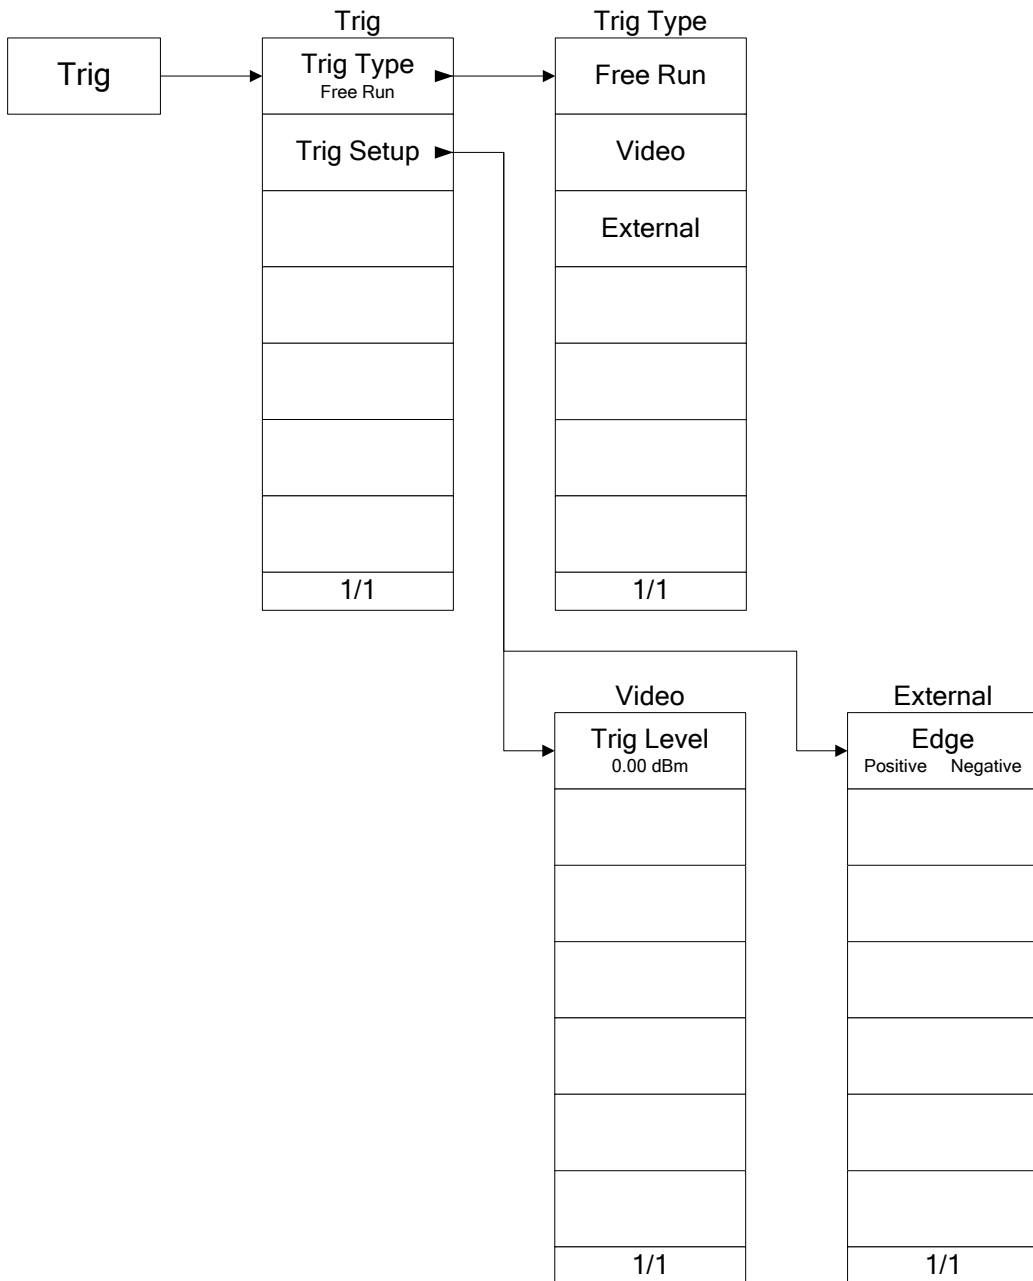 Trig
Trig
Trig Type
Free Run
Trig Setup
1/1
Trig Type
Free Run
Video
External
1/1
Video
Trig Level
0.00 dBm
1/1
External
Edge
Positive Negative
1/1